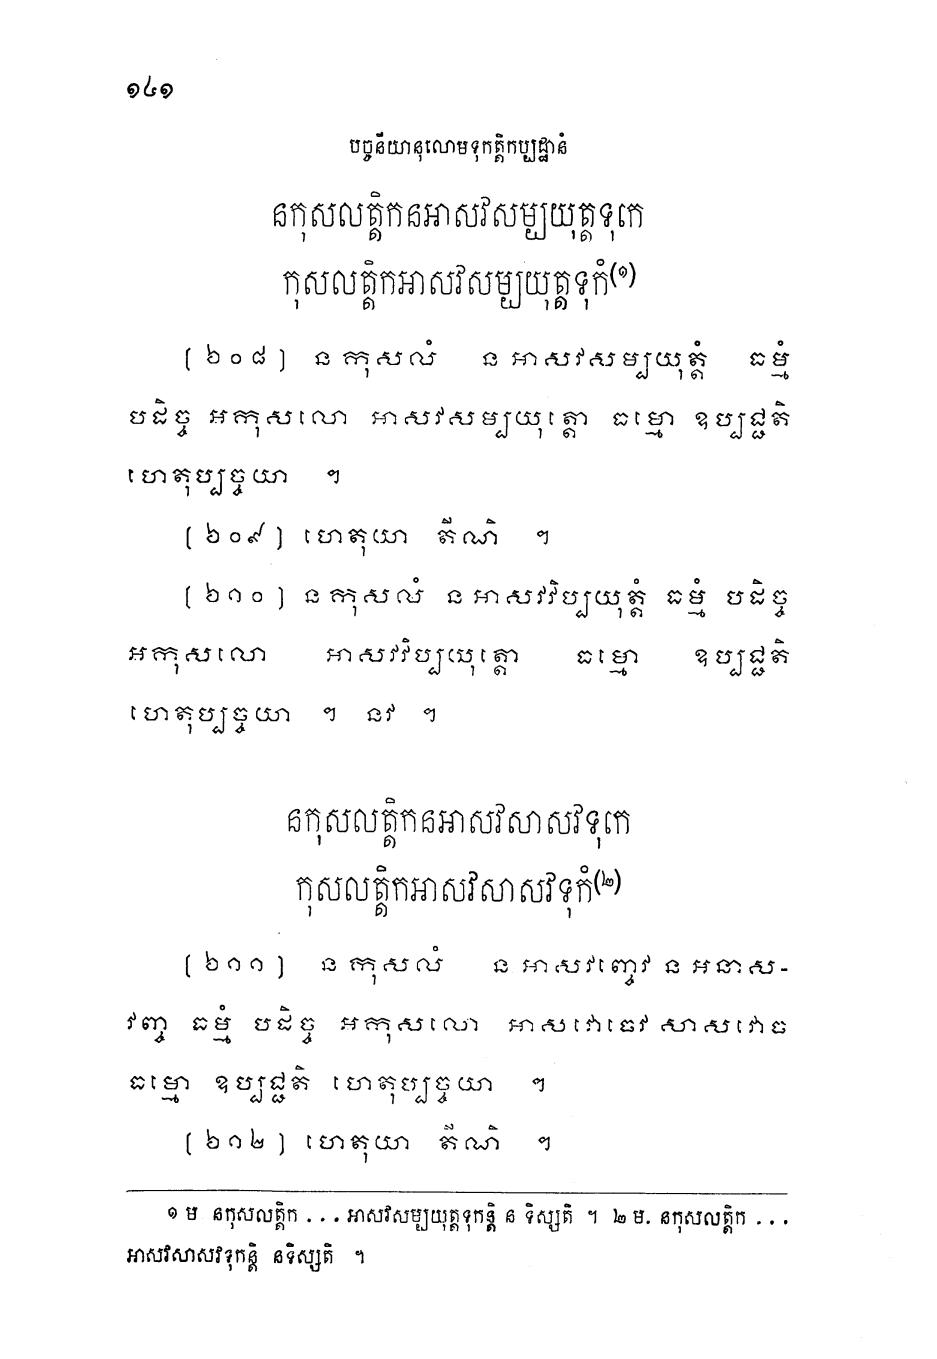 ១៤១
បច្ចនីយានុលោមទុកត្តិកប្បដ្ឋានំ
នកុសលត្តិកនអាសវសម្បយុត្តទុកេ
កុសលត្តិកអាសវសម្បយុត្តទុកំ(១)
(៦០៨) ន កុសលំ ន អាសវសម្បយុត្តំ ធម្មំ
បដិច្ច អកុសលោ អាសវសម្បយុត្តោ ធម្មោ ឧប្បជ្ជតិ
ហេតុប្បច្ចយា ។
(៦០៩) ហេតុយា តីណិ ។
(៦១០) ន កុសលំ ន អាសវវិប្បយុត្តំ ធម្មំ បដិច្ច
អកុសលោ អាសវវិប្បយុត្តោ ធម្មោ ឧប្បជ្ជតិ
ហេតុប្បច្ចយា ។ នវ ។
នកុសលត្តិកនអាសវសាសវទុកេ
កុសលត្តិកអាសវសាសវទុកំ(២)
(៦១១) ន កុសលំ ន អាសវញ្ចេវ ន អនាស-
វញ្ច ធម្មំ បដិច្ច អកុសលោ អាសវោចេវ សាសវោច
ធម្មោ ឧប្បជ្ជតិ ហេតុប្បច្ចយា ។
(៦១២) ហេតុយា តីណិ ។
១ ម នកុសលត្តិក ... អាសវសម្បយុត្តទុកន្តិ ន ទិស្សតិ ។ ២ ម. នកុសលត្តិក ...
អាសវសាសវទុកន្តិ នទិស្សតិ ។